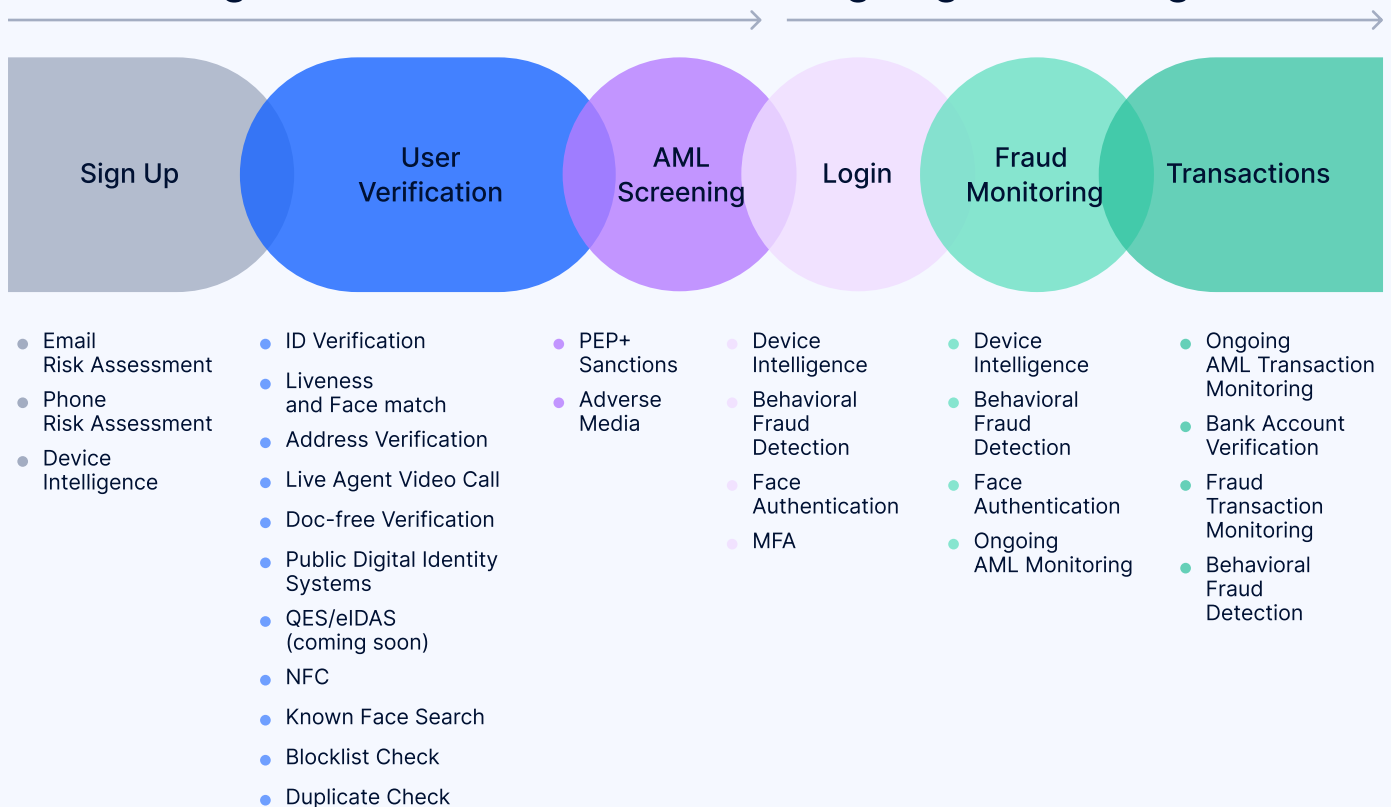 Sign Up
User
Verification
AML
Screening
Login
Fraud
Monitoring
Transactions
Email
Risk Assessment
Phone
Risk Assessment
Device
Intelligence
ID Verification
Liveness
and Face match
Address Verification
Live Agent Video Call
Doc-free Verification
Public Digital Identity
Systems
QES/eIDAS
(coming soon)
NFC
Known Face Search
Blocklist Check
Duplicate Check
PEP+
Sanctions
Adverse
Media
Device
Intelligence
Behavioral
Fraud
Detection
Face
Authentication
MFA
Device
Intelligence
Behavioral
Fraud
Detection
Face
Authentication
Ongoing
AML Monitoring
Ongoing
AML Transaction
Monitoring
Bank Account
Verification
Fraud
Transaction
Monitoring
Behavioral
Fraud
Detection